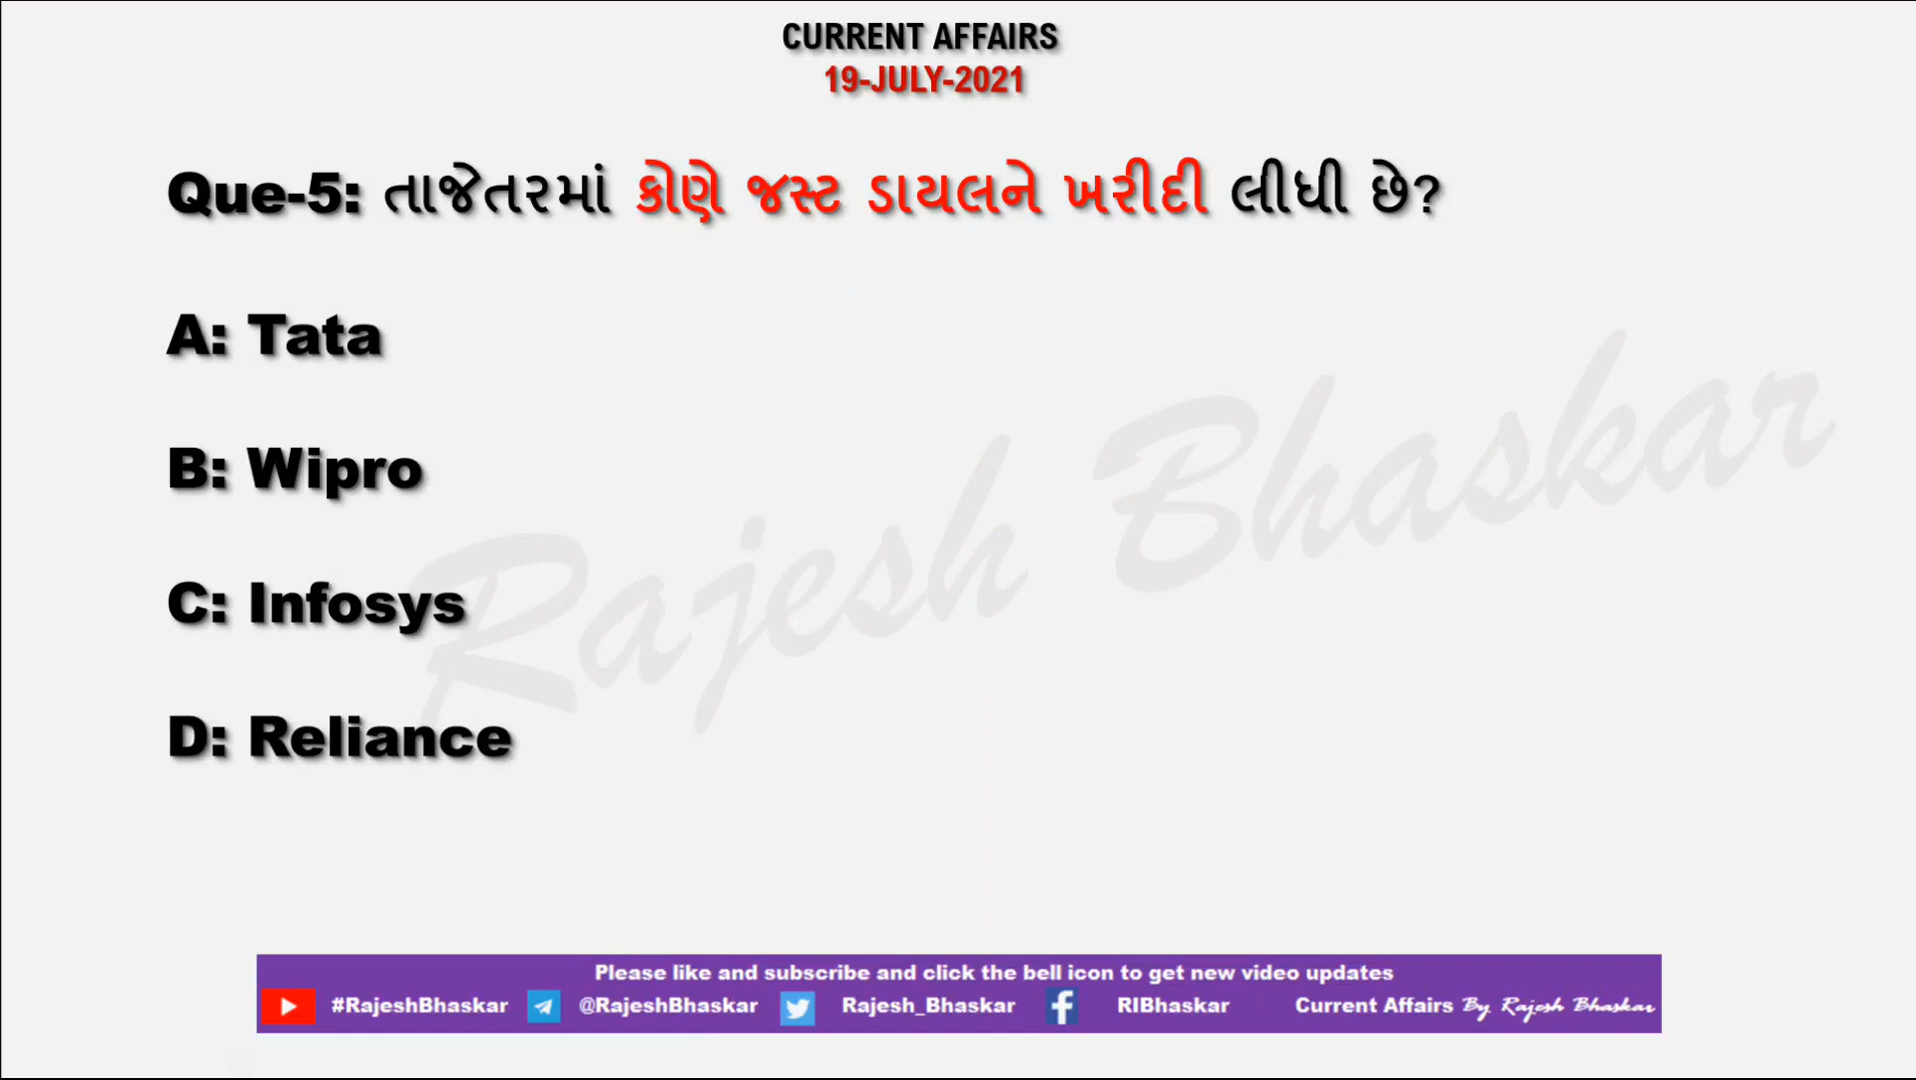 CURRENT AFFAIRS
19-JULY-2021
Que-5: તાજેતરમાં કોણે જસ્ટ ડાયલને ખરીદી લીધી છે?
A: Tata
B: Wipro
C: Infosys
D: Reliance
Rajesh Bhaskar
Please like and subscribe and click the bell icon to get new video updates
#RajeshBhaskar @RajeshBhaskar Rajesh_Bhaskar RIBhaskar Current Affairs By Rajesh Bhaskar